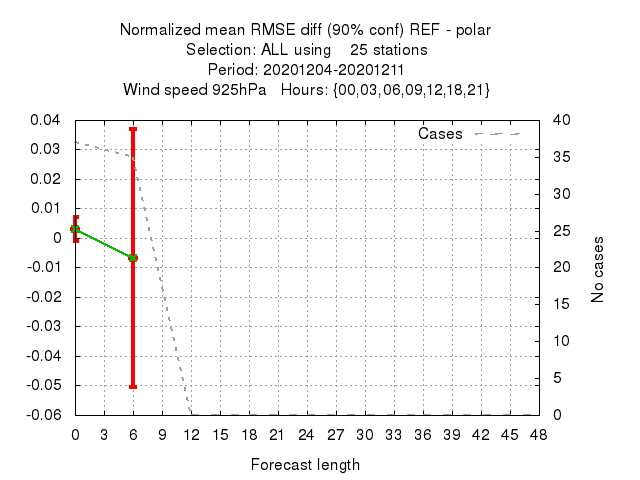 Normalized mean RMSE diff (90% conf) REF - polar
Selection: ALL using    25 stations
Period: 20201204-20201211
Wind speed 925hPa   Hours: {00,03,06,09,12,18,21}
Cases
0.04
0.03
0.02
0.01
0
-0.01
-0.02
-0.03
-0.04
-0.05
-0.06
40
35
30
25
20
15
10
5
0
No cases
0 3 6 9 12 15 18 21 24 27 30 33 36 39 42 45 48
Forecast length